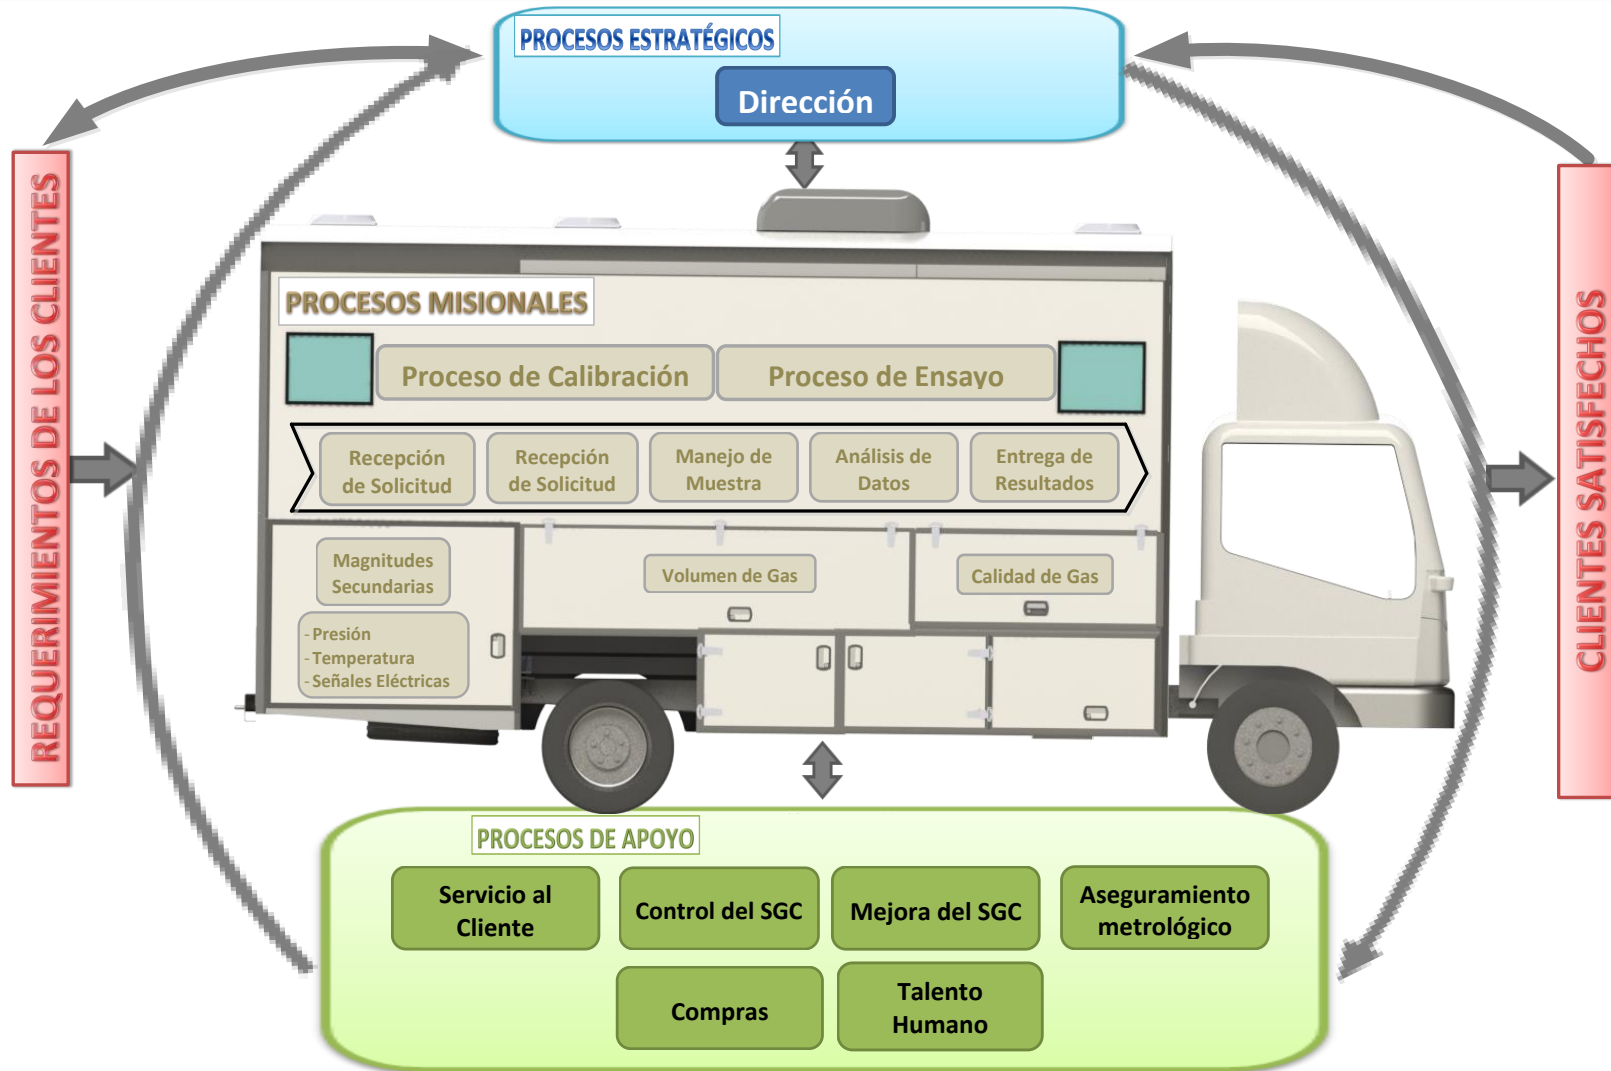 PROCESOS ESTRATÉGICOS
Dirección
REQUERIMIENTOS DE LOS CLIENTES
PROCESOS MISIONALES
Proceso de Calibración
Proceso de Ensayo
Recepción
de Solicitud
Recepción
de Solicitud
Manejo de
Muestra
Análisis de
Datos
Entrega de
Resultados
Magnitudes
Secundarias
- Presión
- Temperatura
- Señales Eléctricas
Volumen de Gas
Calidad de Gas
CLIENTES SATISFECHOS
PROCESOS DE APOYO
Servicio al
Cliente
Control del SGC
Mejora del SGC
Aseguramiento
metrológico
Compras
Talento
Humano